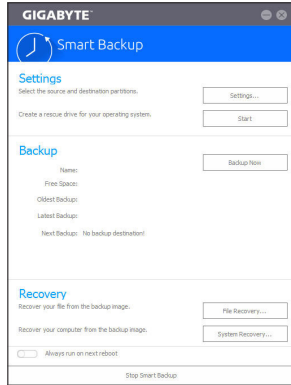 GIGABYTE™
Smart Backup
Settings
Select the source and destination partitions.
Settings...
Create a rescue drive for your operating system.
Start
Backup
Backup Now
Name:
Free Space:
Oldest Backup:
Latest Backup:
Next Backup: No backup destination!
Recovery
Recover your file from the backup image.
File Recovery...
Recover your computer from the backup image.
System Recovery...
Always run on next reboot
Stop Smart Backup